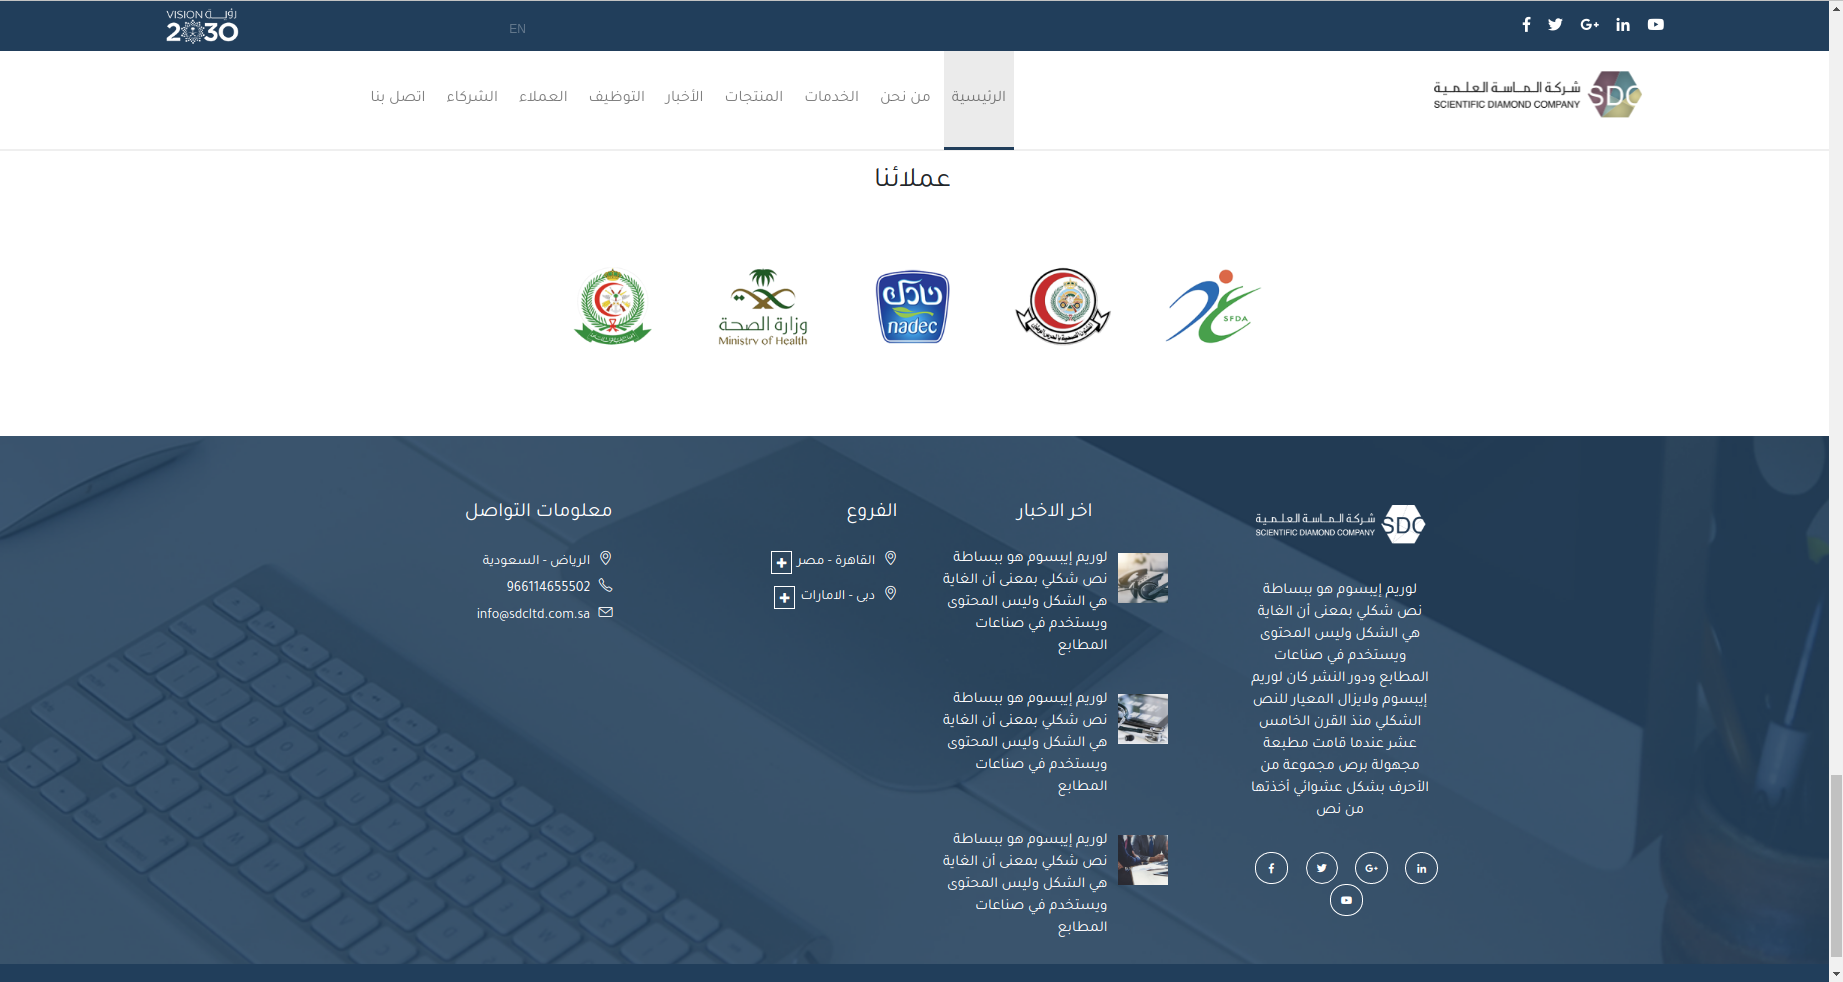 VISION رؤيــــة
2030
EN
شركة الـمـــاسـة العـلـــمـيـة
SCIENTIFIC DIAMOND COMPANY
SDC
الرئيسية
من نحن
الخدمات
المنتجات
الأخبار
التوظيف
العملاء
الشركاء
اتصل بنا
عملائنا
SFDA
نادك
nadec
وزارة الصحة
Ministry of Health
شركة الـمـــاسـة العـلـــمـيـة
SCIENTIFIC DIAMOND COMPANY
SDC
لوريم إيبسوم هو ببساطة
نص شكلي بمعنى أن الغاية
هي الشكل وليس المحتوى
ويستخدم في صناعات
المطابع ودور النشر كان لوريم
إيبسوم ولايزال المعيار للنص
الشكلي منذ القرن الخامس
عشر عندما قامت مطبعة
مجهولة برص مجموعة من
الأحرف بشكل عشوائي أخذتها
من نص
اخر الاخبار
لوريم إيبسوم هو ببساطة
نص شكلي بمعنى أن الغاية
هي الشكل وليس المحتوى
ويستخدم في صناعات
المطابع
لوريم إيبسوم هو ببساطة
نص شكلي بمعنى أن الغاية
هي الشكل وليس المحتوى
ويستخدم في صناعات
المطابع
لوريم إيبسوم هو ببساطة
نص شكلي بمعنى أن الغاية
هي الشكل وليس المحتوى
ويستخدم في صناعات
المطابع
الفروع
القاهرة - مصر
دبى - الامارات
معلومات التواصل
الرياض - السعودية
966114655502
info@sdcltd.com.sa